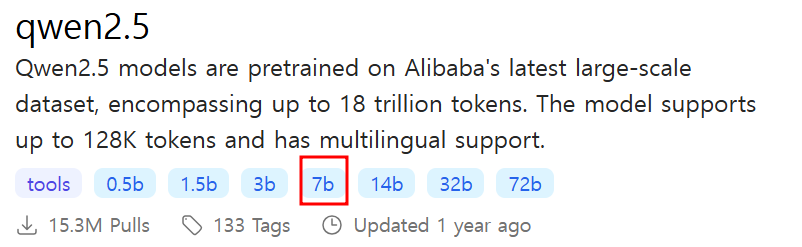 qwen2.5
Qwen2.5 models are pretrained on Alibaba's latest large-scale
dataset, encompassing up to 18 trillion tokens. The model supports
up to 128K tokens and has multilingual support.
tools 0.5b 1.5b 3b 7b 14b 32b 72b
15.3M Pulls 133 Tags Updated 1 year ago